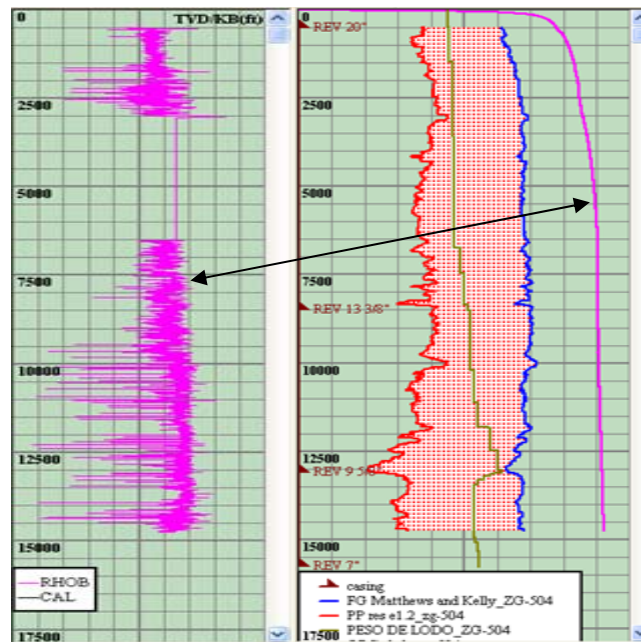 0
TVD/KB(ft)
2500
5000
7500
10000
12500
15000
17500
RHOB
CAL
0
REV 20"
2500
5000
7500
REV 13 3/8"
10000
12500
REV 9 5/8"
15000
REV 7"
17500
casing
FG Matthews and Kelly_ZG-504
PP res e1.2_zg-504
PESO DE LODO_ZG-504